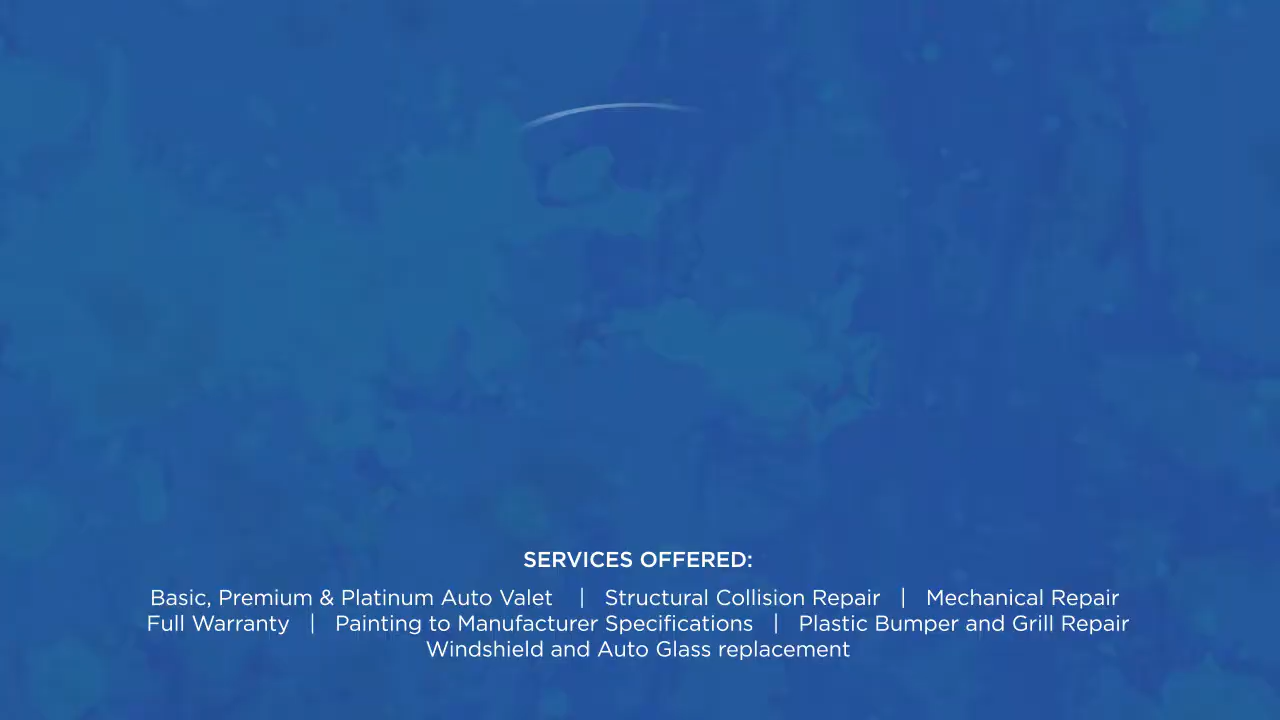 SERVICES OFFERED:
Basic, Premium & Platinum Auto Valet | Structural Collision Repair | Mechanical Repair
Full Warranty | Painting to Manufacturer Specifications | Plastic Bumper and Grill Repair
Windshield and Auto Glass replacement